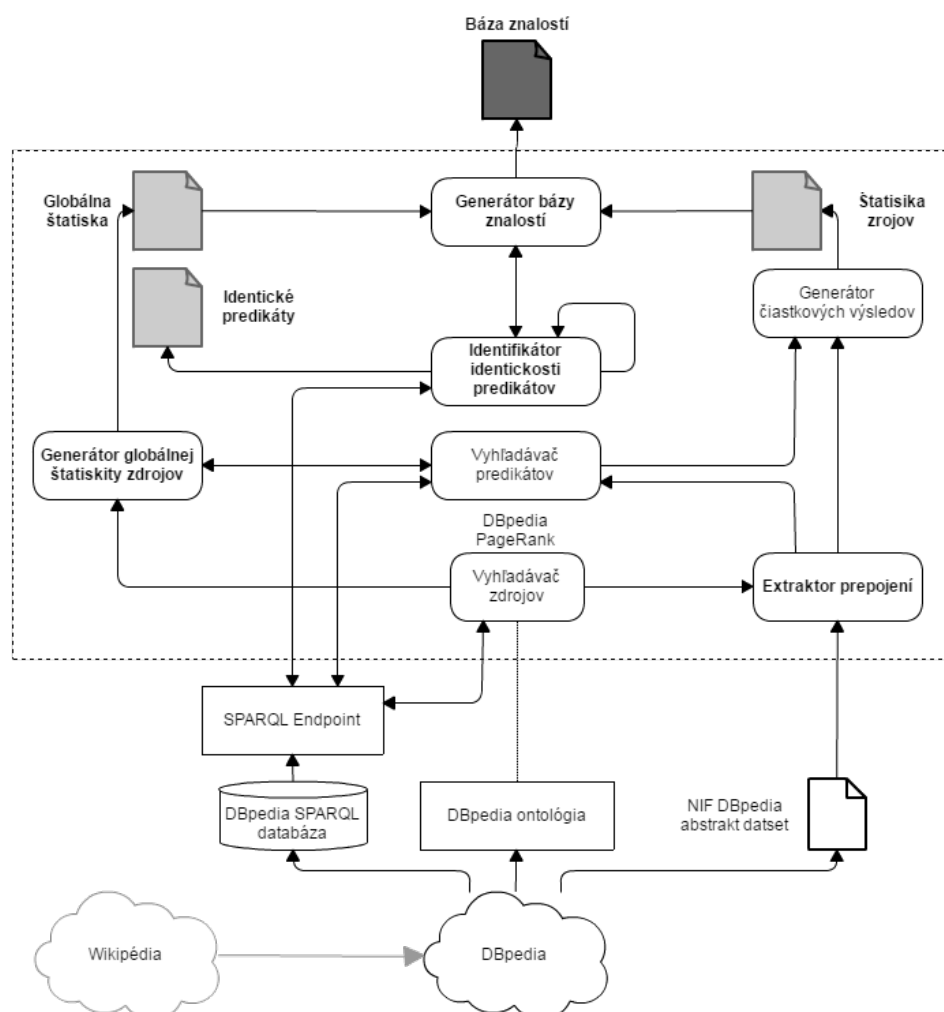 Báza znalostí
Globálna
štatiska
Generátor bázy
znalostí
Štatisika
zrojov
Identické
predikáty
Generátor
čiastkových výsledov
Identifikátor
identickosti
predikátov
Generátor globálnej
štatiskity zdrojov
Vyhľadávač
predikátov
DBpedia
PageRank
Vyhľadávač
zdrojov
Extraktor prepojení
SPARQL Endpoint
DBpedia SPARQL
databáza
DBpedia ontológia
NIF DBpedia
abstrakt datset
Wikipédia
DBpedia